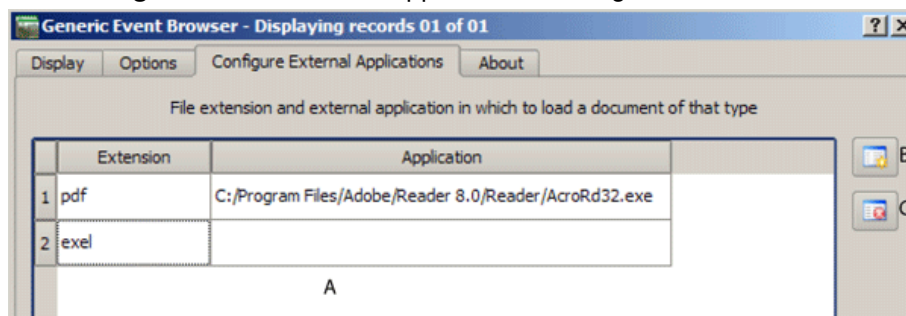 Generic Event Browser - Displaying records 01 of 01
Display Options Configure External Applications About
File extension and external application in which to load a document of that type
Extension Application
1 pdf C:/Program Files/Adobe/Reader 8.0/Reader/AcroRd32.exe
2 exel
A